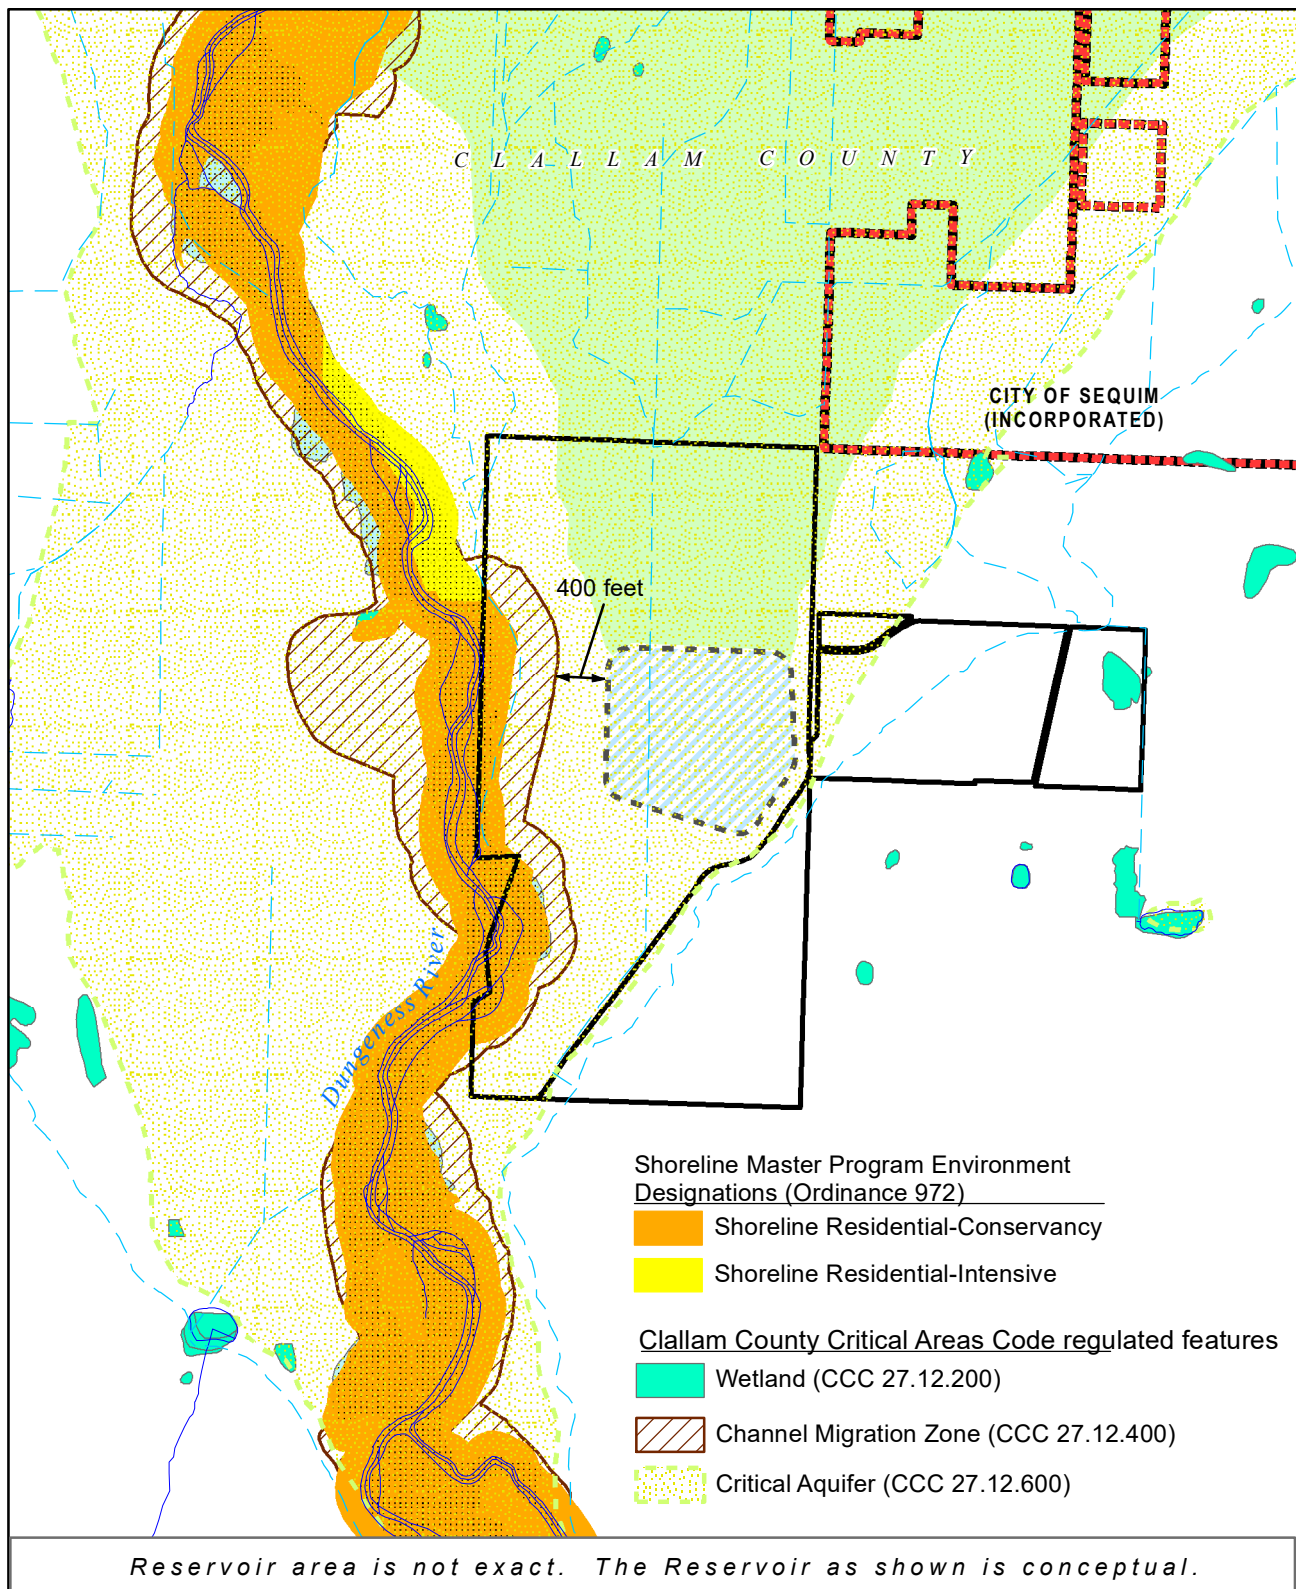 CLALLAM COUNTY
CITY OF SEQUIM
(INCORPORATED)
400 feet
Dungeness River
Shoreline Master Program Environment
Designations (Ordinance 972)
Shoreline Residential-Conservancy
Shoreline Residential-Intensive
Clallam County Critical Areas Code regulated features
Wetland (CCC 27.12.200)
Channel Migration Zone (CCC 27.12.400)
Critical Aquifer (CCC 27.12.600)
Reservoir area is not exact. The Reservoir as shown is conceptual.